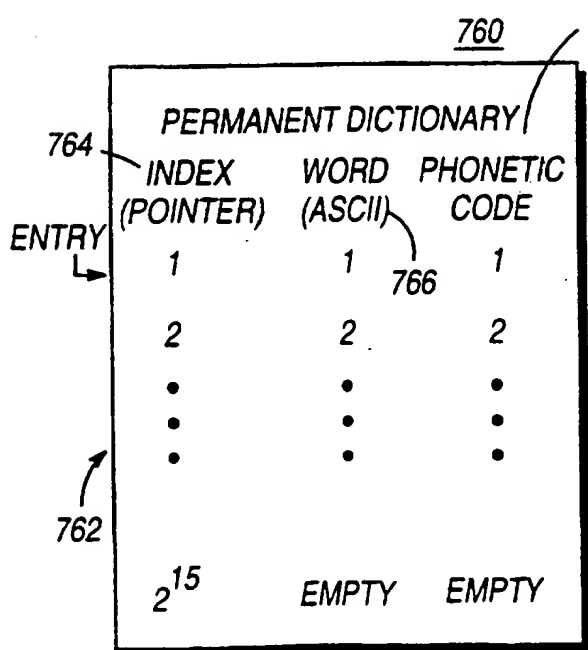 760
PERMANENT DICTIONARY
764
INDEX WORD PHONETIC
(POINTER) (ASCII) CODE
ENTRY
1 1 1
766
2 2 2
762
2^15 EMPTY EMPTY